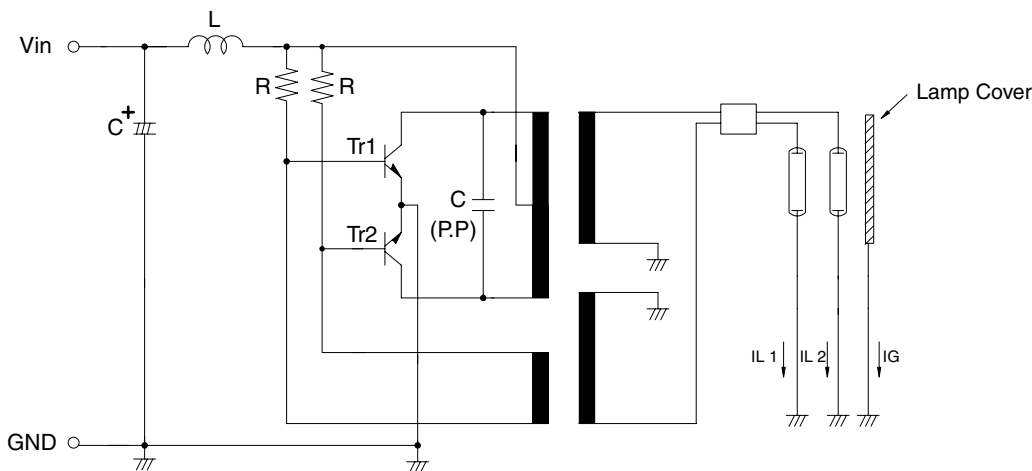 L
Vin
R
R
Lamp Cover
C
+
Tr1
C
(P.P)
Tr2
IL 1
IL 2
IG
GND